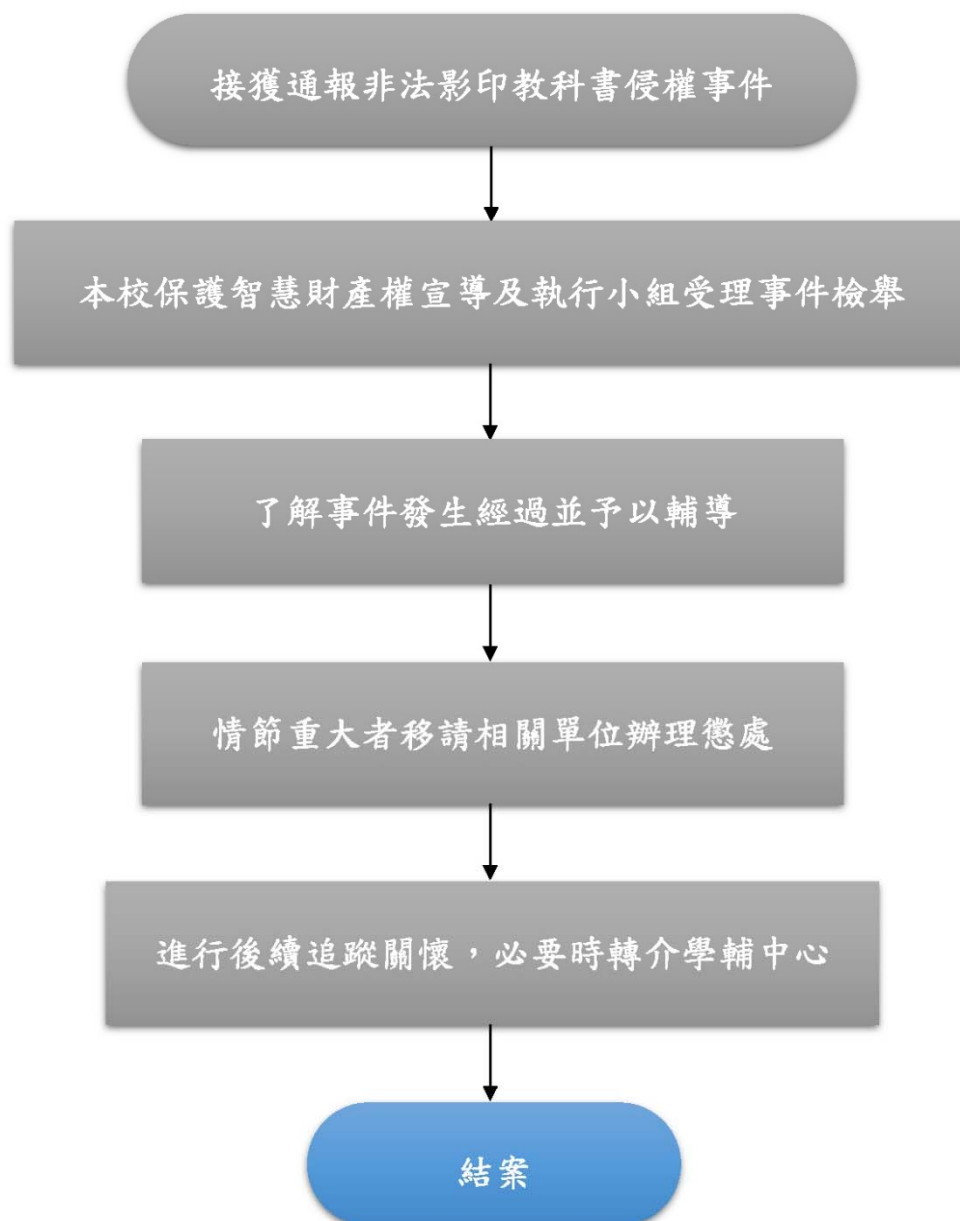 接獲通報非法影印教科書侵權事件
本校保護智慧財產權宣導及執行小組受理事件檢舉
了解事件發生經過並予以輔導
情節重大者移請相關單位辦理懲處
進行後續追蹤關懷，必要時轉介學輔中心
結案